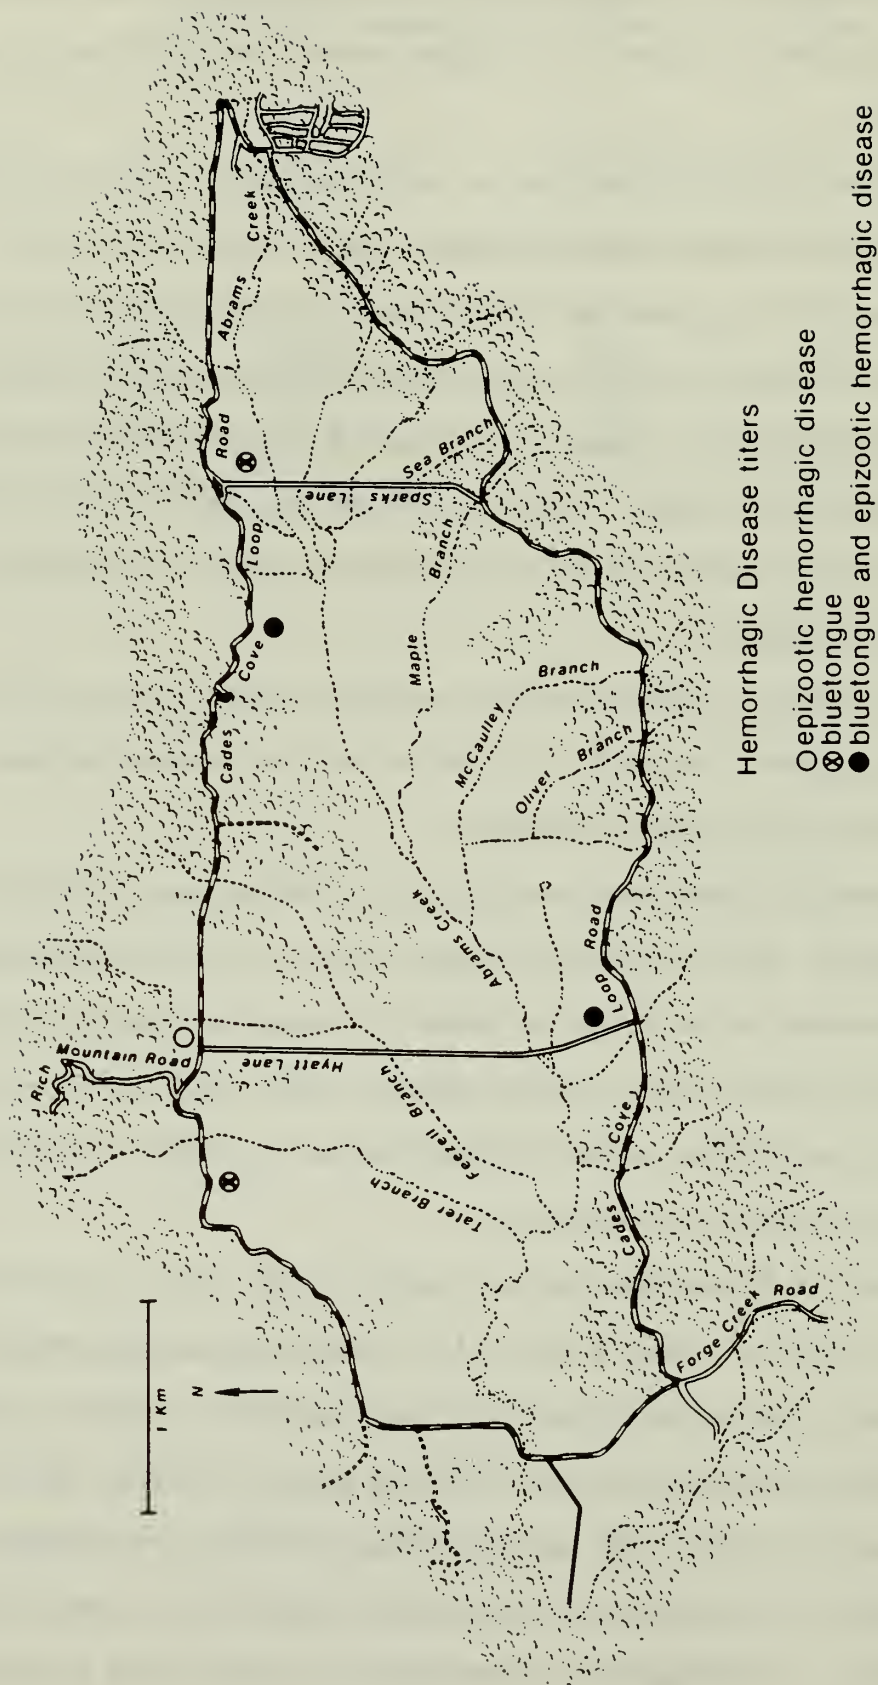 Rich
Mountain Road
Cades
Cove
Loop
Road
Abrams
Creek
Hyatt Lane
Sparks Lane
Sea Branch
Maple
Branch
McCaulley
Branch
Oliver
Branch
Abrams Creek
Feezell Branch
Tater Branch
Cades
Cove
Loop
Road
Forge Creek
Road
1 Km
N
Hemorrhagic Disease titers
epizootic hemorrhagic disease
bluetongue
bluetongue and epizootic hemorrhagic disease